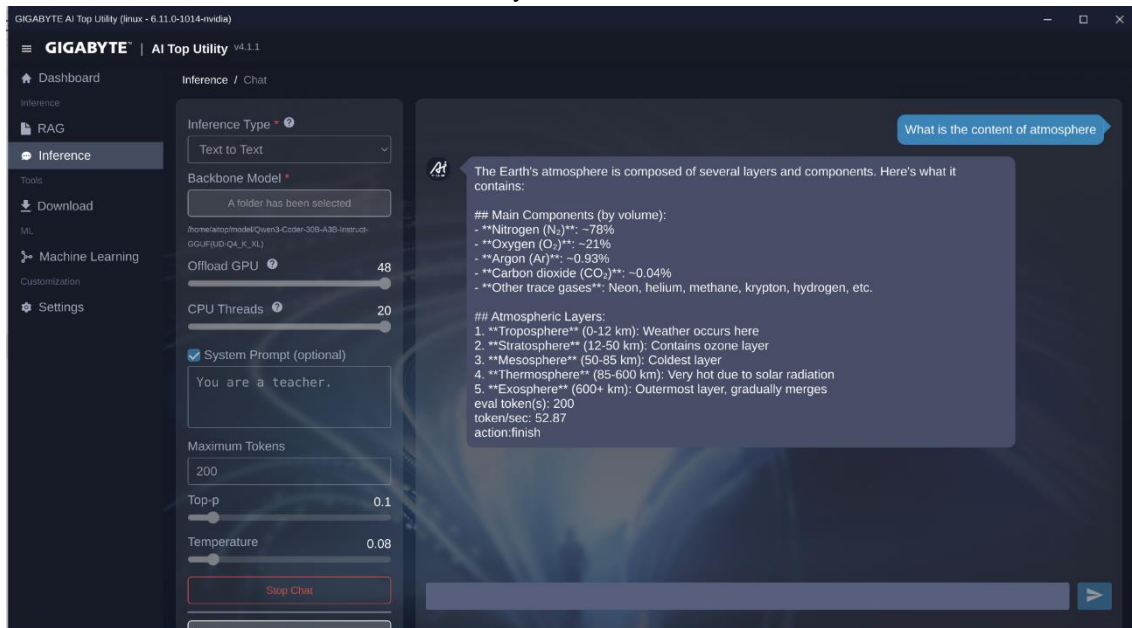 GIGABYTE AI Top Utility (linux - 6.11.0-1014-nvidia)
GIGABYTE™ | AI Top Utility v4.1.1
Dashboard
Inference
RAG
Inference
Tools
Download
ML
Machine Learning
Customization
Settings
Inference / Chat
Inference Type *
Text to Text
Backbone Model *
A folder has been selected
/home/aitop/model/Qwen3-Coder-30B-A3B-Instruct-
GGUF(UD-Q4_K_XL)
Offload GPU 48
CPU Threads 20
System Prompt (optional)
You are a teacher.
Maximum Tokens
200
Top-p 0.1
Temperature 0.08
Stop Chat
What is the content of atmosphere
The Earth's atmosphere is composed of several layers and components. Here's what it
contains:
## Main Components (by volume):
- **Nitrogen (N₂)**: ~78%
- **Oxygen (O₂)**: ~21%
- **Argon (Ar)**: ~0.93%
- **Carbon dioxide (CO₂)**: ~0.04%
- **Other trace gases**: Neon, helium, methane, krypton, hydrogen, etc.
## Atmospheric Layers:
1. **Troposphere** (0-12 km): Weather occurs here
2. **Stratosphere** (12-50 km): Contains ozone layer
3. **Mesosphere** (50-85 km): Coldest layer
4. **Thermosphere** (85-600 km): Very hot due to solar radiation
5. **Exosphere** (600+ km): Outermost layer, gradually merges
eval token(s): 200
token/sec: 52.87
action:finish